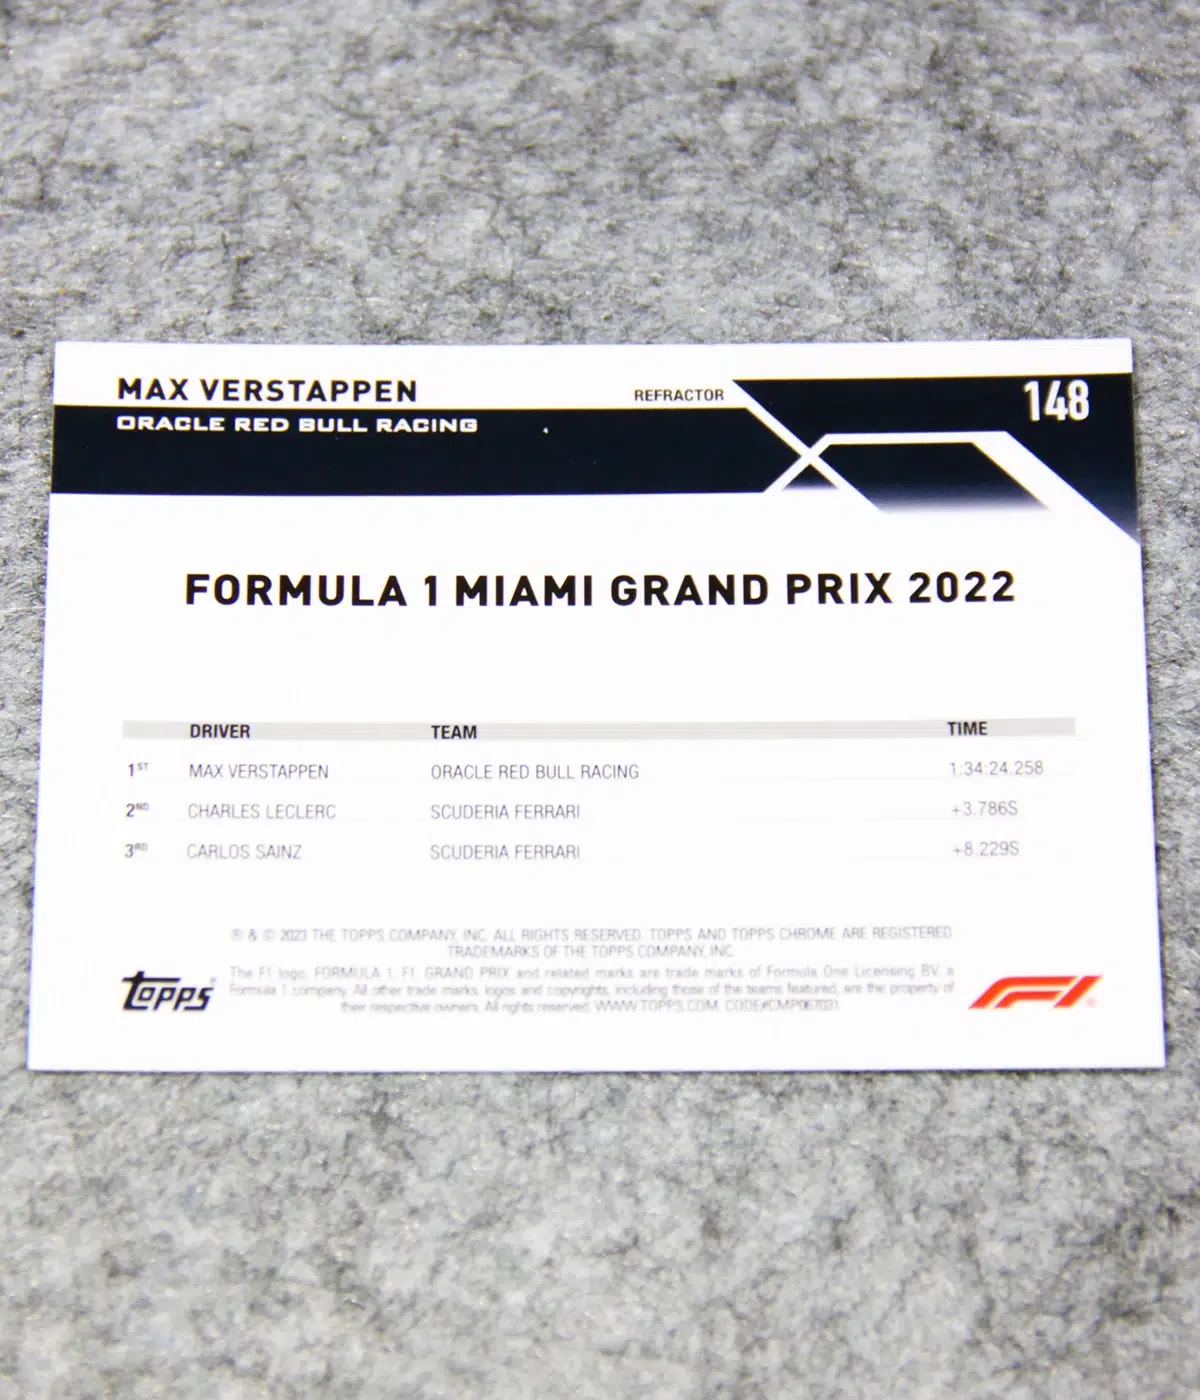 MAX VERSTAPPEN
REFRACTOR
148
ORACLE RED BULL RACING
FORMULA 1 MIAMI GRAND PRIX 2022
DRIVER TEAM TIME
1ST MAX VERSTAPPEN ORACLE RED BULL RACING 1:34:24.258
2ND CHARLES LECLERC SCUDERIA FERRARI +3.786S
3RD CARLOS SAINZ SCUDERIA FERRARI +8.229S
® & © 2023 THE TOPPS COMPANY, INC. ALL RIGHTS RESERVED. TOPPS AND TOPPS CHROME ARE REGISTERED
TRADEMARKS OF THE TOPPS COMPANY, INC.
The F1 logo, FORMULA 1, F1, GRAND PRIX and related marks are trade marks of Formula One Licensing BV, a
Formula 1 company. All other trade marks, logos and copyrights, including those of the teams featured, are the property of
their respective owners. All rights reserved. WWW.TOPPS.COM. CODE#CMP067031
Topps
F1